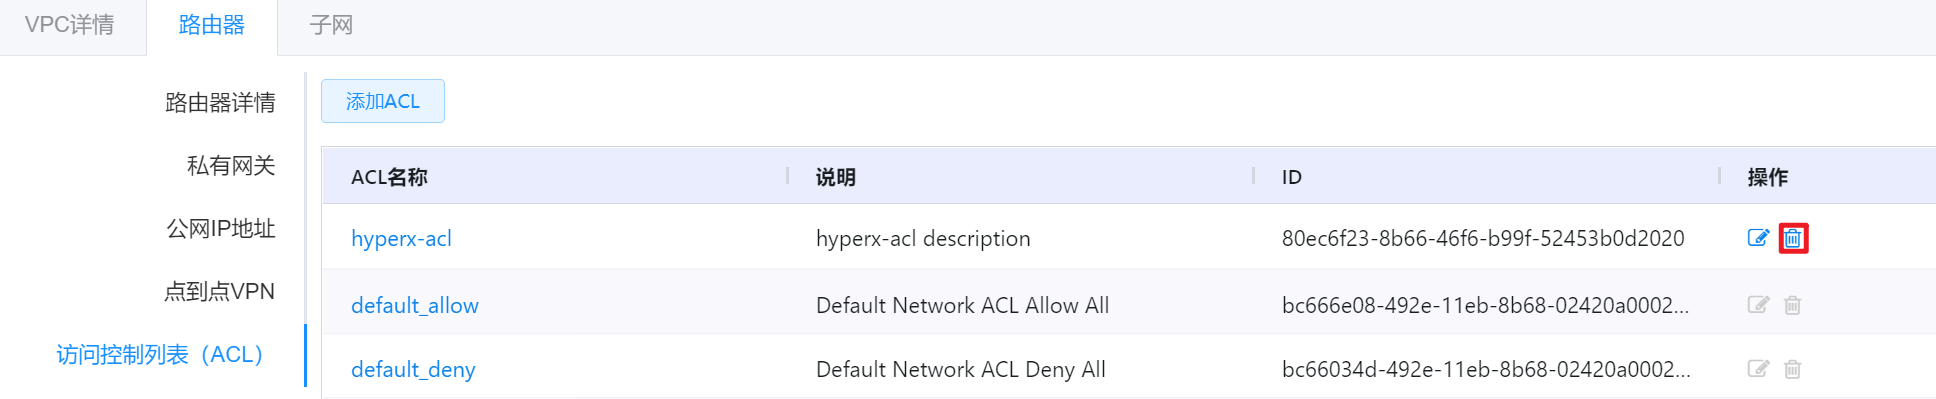 VPC详情 路由器 子网
路由器详情
私有网关
公网IP地址
点到点VPN
访问控制列表（ACL）
添加ACL
ACL名称 说明 ID 操作
hyperx-acl hyperx-acl description 80ec6f23-8b66-46f6-b99f-52453b0d2020
default_allow Default Network ACL Allow All bc666e08-492e-11eb-8b68-02420a0002...
default_deny Default Network ACL Deny All bc66034d-492e-11eb-8b68-02420a0002...